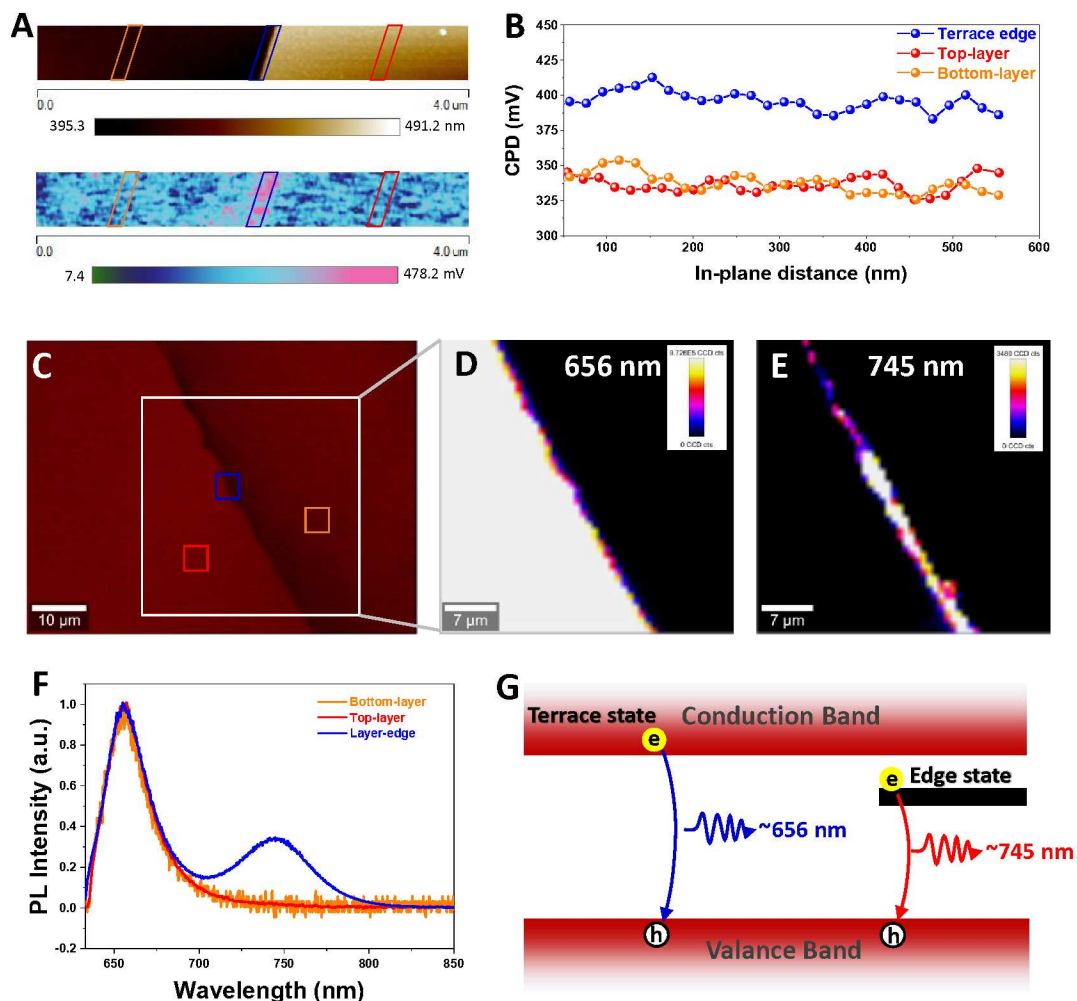 A
0.0
4.0 um
395.3
491.2 nm
0.0
4.0 um
7.4
478.2 mV
B
Terrace edge
Top-layer
Bottom-layer
CPD (mV)
450
425
400
375
350
325
300
100
200
300
400
500
600
In-plane distance (nm)
C
10 µm
D
656 nm
9.728E5 CCD cts
0 CCD cts
7 µm
E
745 nm
3480 CCD cts
0 CCD cts
7 µm
F
Bottom-layer
Top-layer
Layer-edge
PL Intensity (a.u.)
1.0
0.8
0.6
0.4
0.2
0.0
-0.2
650
700
750
800
850
Wavelength (nm)
G
Terrace state
Conduction Band
e
e
Edge state
~656 nm
~745 nm
h
h
Valance Band